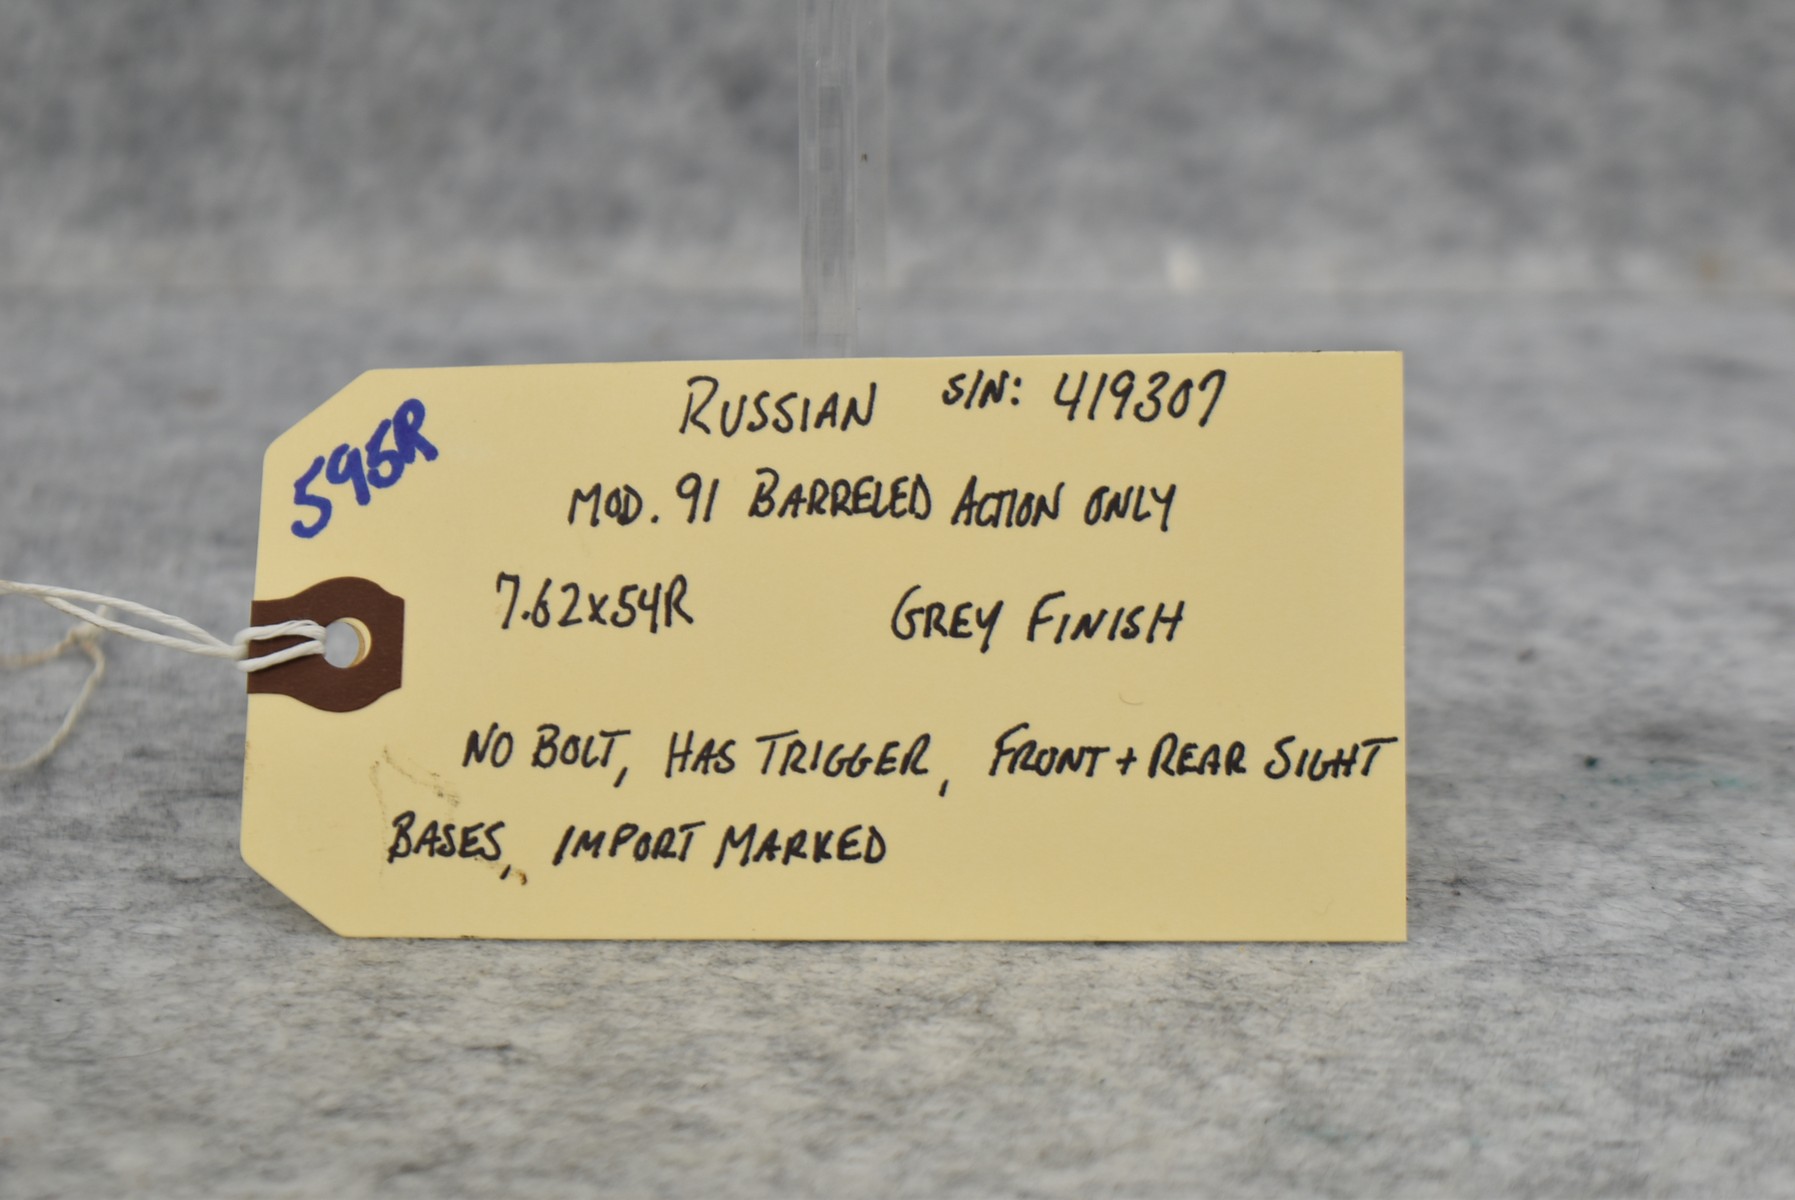 595R
RUSSIAN S/N: 419307
MOD. 91 BARRELED ACTION ONLY
7.62x54R GREY FINISH
NO BOLT, HAS TRIGGER, FRONT + REAR SIGHT
BASES, IMPORT MARKED